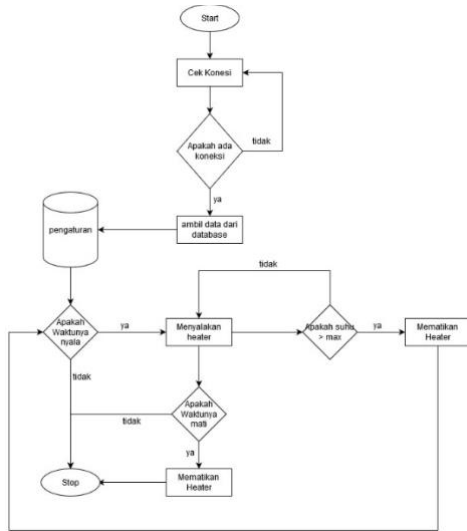 Start
Cek Konesi
tidak
Apakah ada
koneksi
ya
ambil data dari
database
pengaturan
tidak
Apakah
Waktunya
nyala
ya
Menyalakan
heater
Apakah suhu
> max
ya
Mematikan
Heater
tidak
Apakah
Waktunya
mati
tidak
ya
Mematikan
Heater
Stop